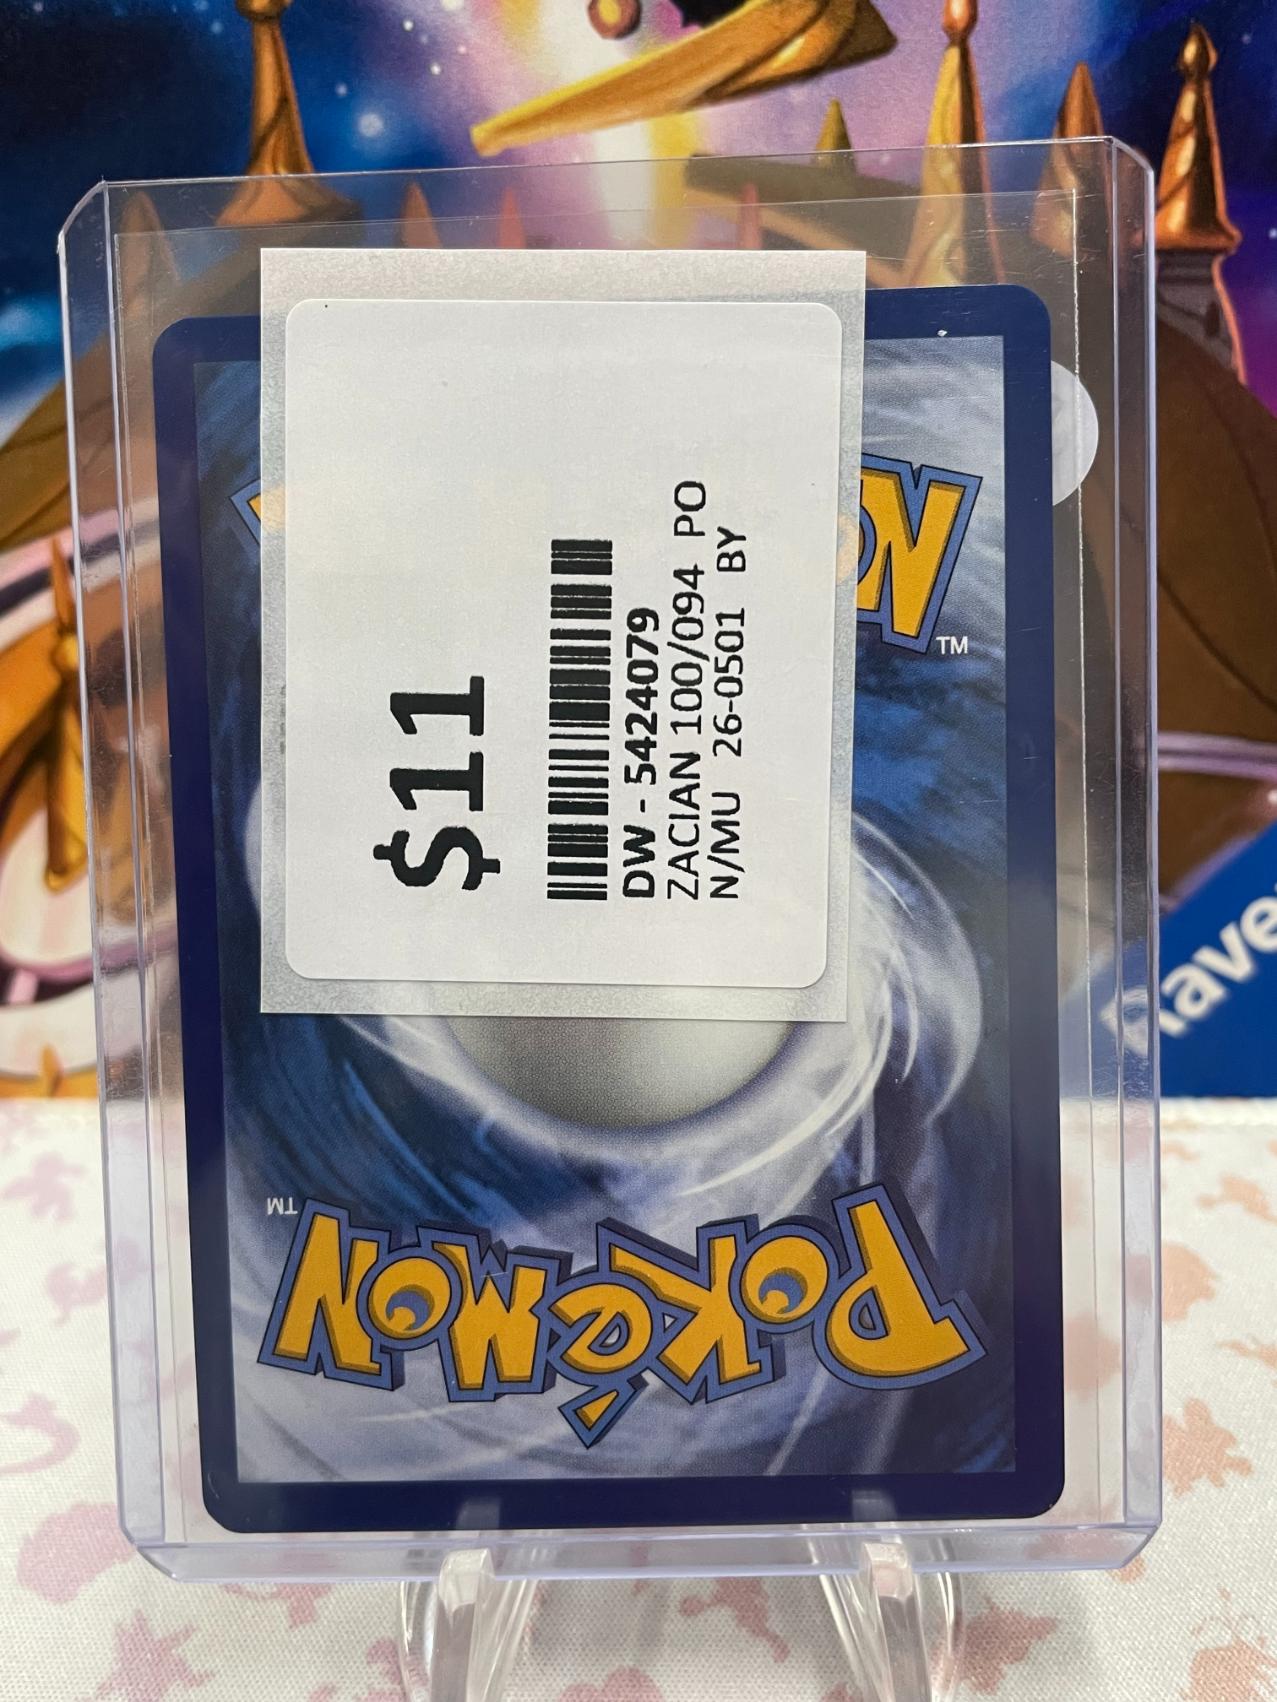 $11
DW - 5424079
ZACIAN 100/094 PO
N/MU 26-0501 BY
TM
TM
POKéMON